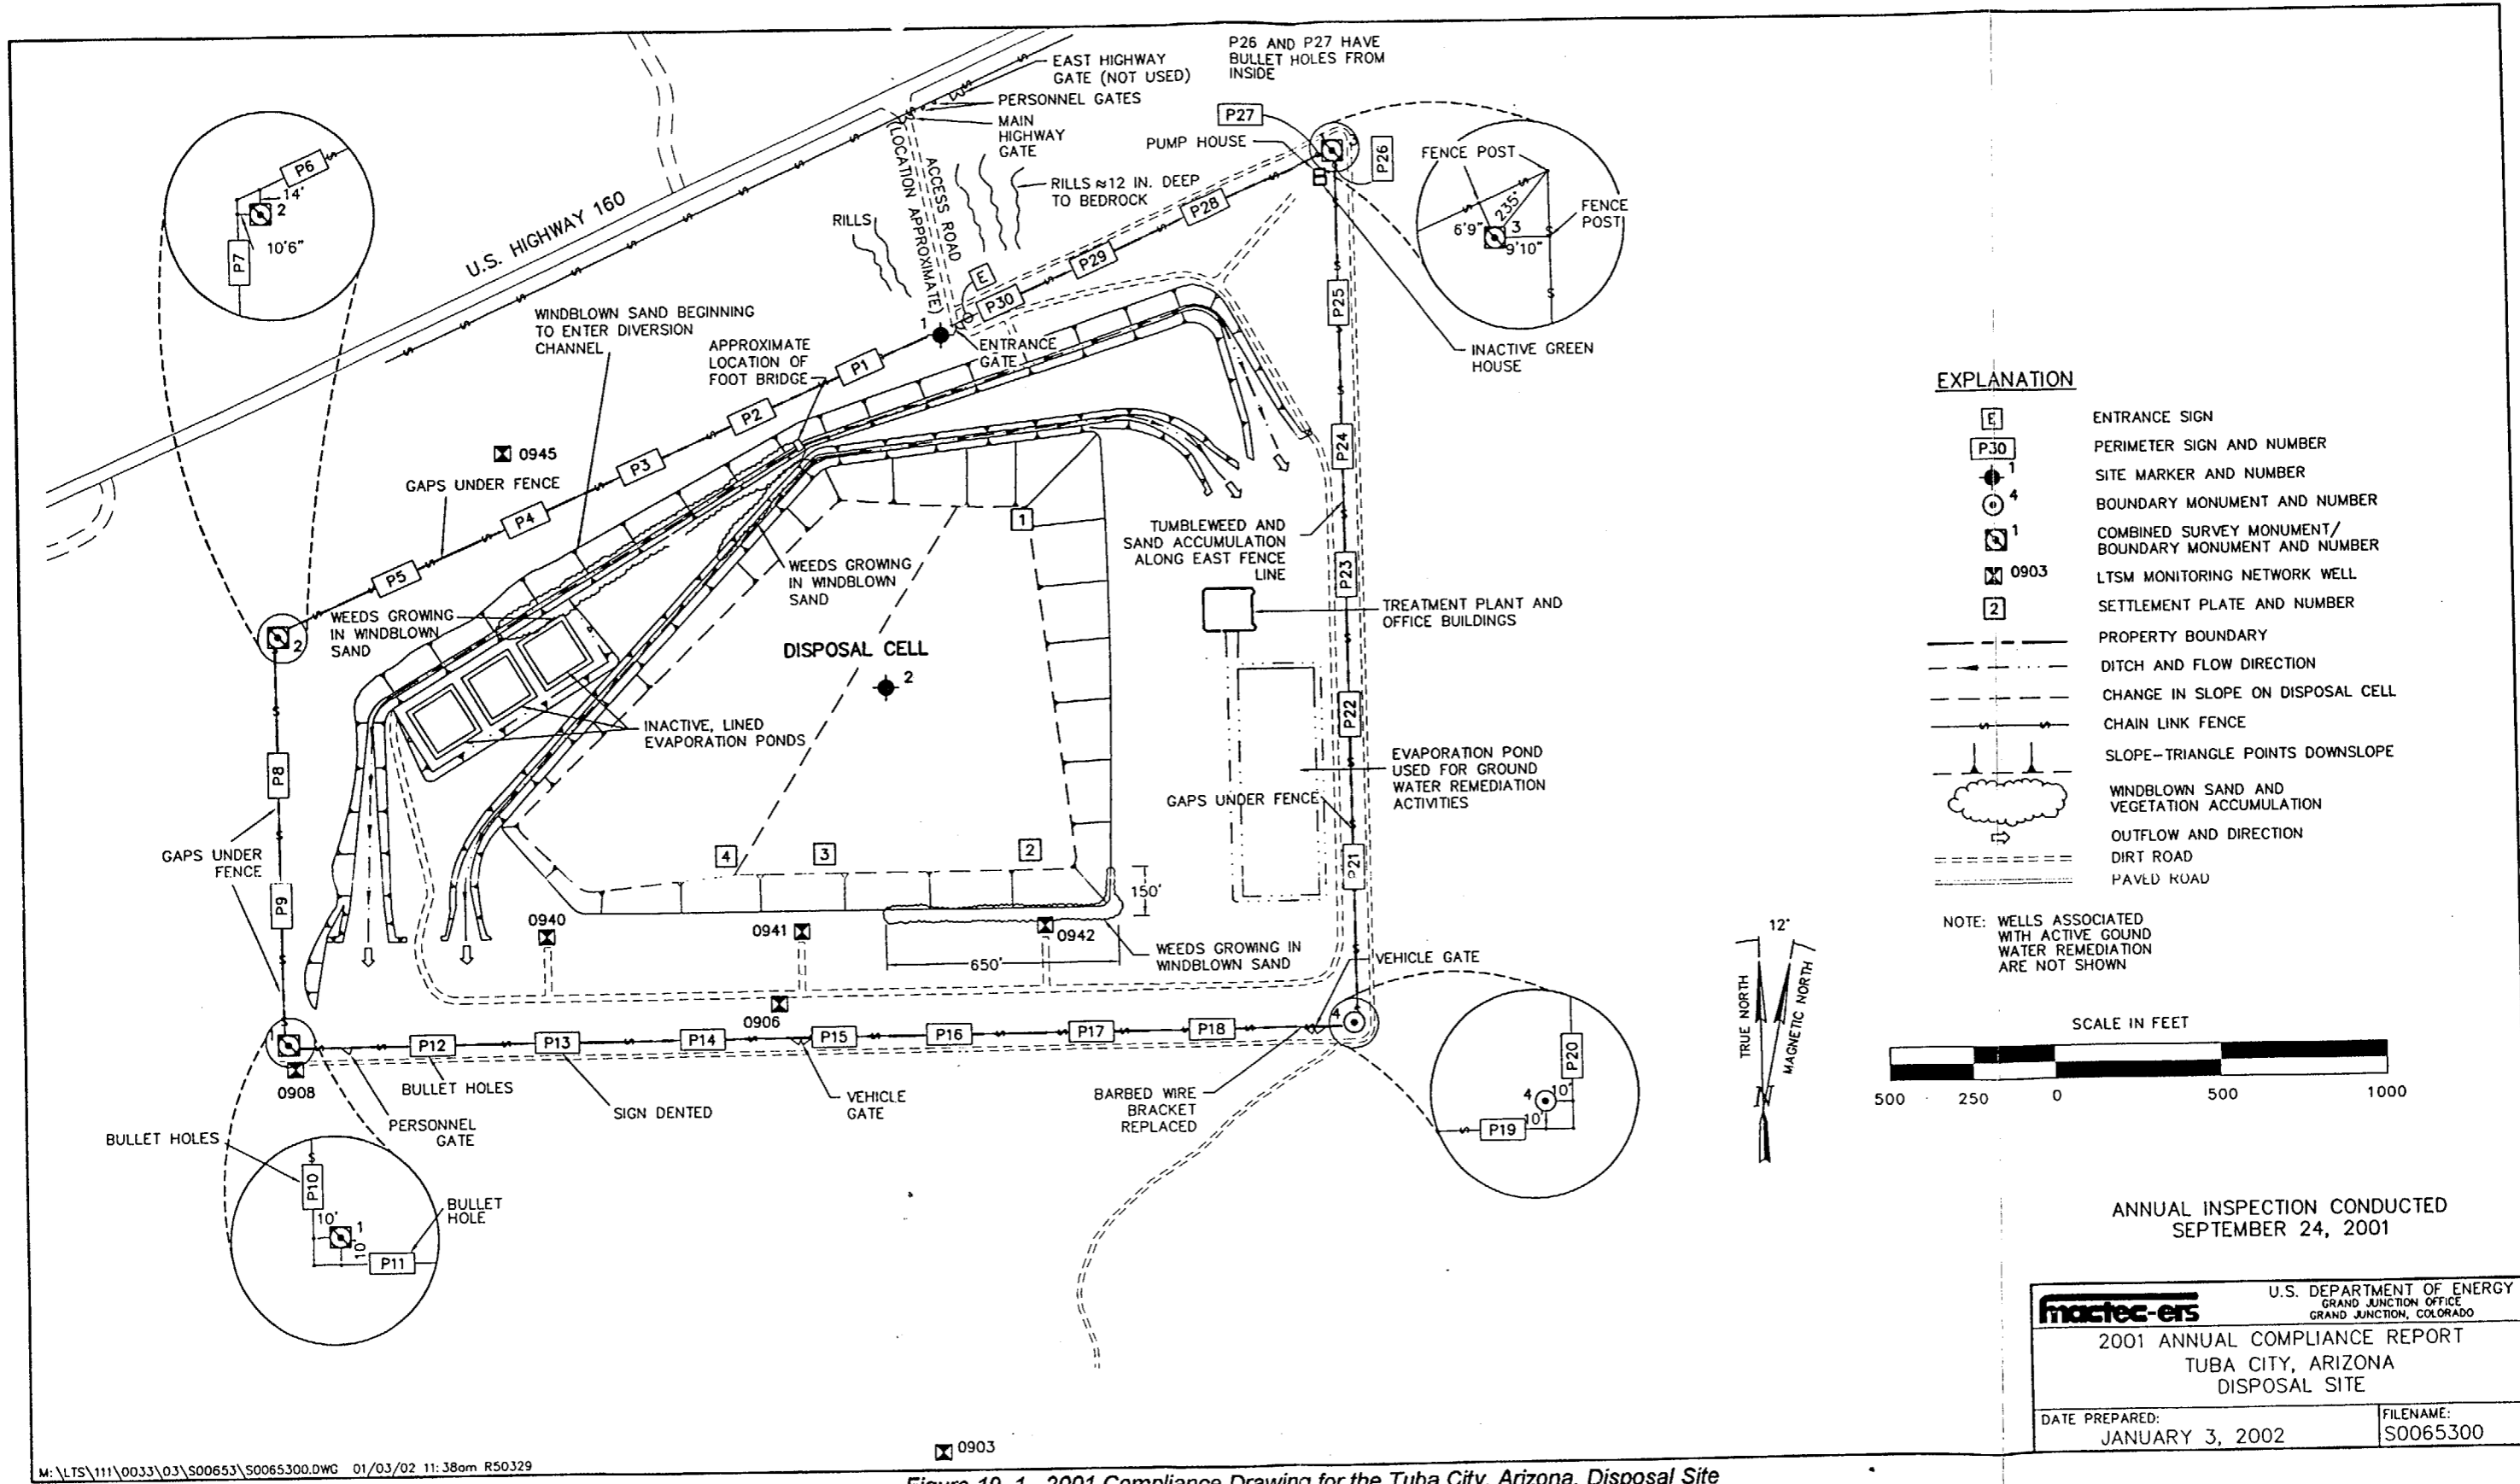 P26 AND P27 HAVE
BULLET HOLES FROM
INSIDE
EAST HIGHWAY
GATE (NOT USED)
PERSONNEL GATES
MAIN
HIGHWAY
GATE
P27
PUMP HOUSE
3
P26
FENCE POST
235°
FENCE
POST
6'9"
3
9'10"
P6
14'
2
P7
10'6"
U.S. HIGHWAY 160
ACCESS ROAD
(LOCATION APPROXIMATE)
RILLS
RILLS ≈12 IN. DEEP
TO BEDROCK
P28
P29
E
P30
P25
WINDBLOWN SAND BEGINNING
TO ENTER DIVERSION
CHANNEL
1
APPROXIMATE
LOCATION OF
FOOT BRIDGE
ENTRANCE
GATE
INACTIVE GREEN
HOUSE
P1
P2
P3
P4
P5
0945
GAPS UNDER FENCE
P24
1
TUMBLEWEED AND
SAND ACCUMULATION
ALONG EAST FENCE
LINE
P23
WEEDS GROWING
IN WINDBLOWN
SAND
WEEDS GROWING
IN WINDBLOWN
SAND
2
TREATMENT PLANT AND
OFFICE BUILDINGS
DISPOSAL CELL
2
P22
INACTIVE, LINED
EVAPORATION PONDS
EVAPORATION POND
USED FOR GROUND
WATER REMEDIATION
ACTIVITIES
GAPS UNDER FENCE
P8
GAPS UNDER
FENCE
P9
4
3
2
P21
150'
0940
0941
0942
650'
WEEDS GROWING IN
WINDBLOWN SAND
VEHICLE GATE
0906
1
P12
P13
P14
P15
P16
P17
P18
4
0908
BULLET HOLES
PERSONNEL
GATE
SIGN DENTED
VEHICLE
GATE
BARBED WIRE
BRACKET
REPLACED
P20
4
10'
10'
P19
BULLET HOLES
P10
10'
1
10'
P11
BULLET
HOLE
0903
EXPLANATION
E ENTRANCE SIGN
P30 PERIMETER SIGN AND NUMBER
1 SITE MARKER AND NUMBER
4 BOUNDARY MONUMENT AND NUMBER
1 COMBINED SURVEY MONUMENT/
BOUNDARY MONUMENT AND NUMBER
0903 LTSM MONITORING NETWORK WELL
2 SETTLEMENT PLATE AND NUMBER
PROPERTY BOUNDARY
DITCH AND FLOW DIRECTION
CHANGE IN SLOPE ON DISPOSAL CELL
CHAIN LINK FENCE
SLOPE-TRIANGLE POINTS DOWNSLOPE
WINDBLOWN SAND AND
VEGETATION ACCUMULATION
OUTFLOW AND DIRECTION
DIRT ROAD
PAVED ROAD
NOTE: WELLS ASSOCIATED
WITH ACTIVE GOUND
WATER REMEDIATION
ARE NOT SHOWN
12°
TRUE NORTH
MAGNETIC NORTH
N
SCALE IN FEET
500 250 0 500 1000
ANNUAL INSPECTION CONDUCTED
SEPTEMBER 24, 2001
mactec-ers
U.S. DEPARTMENT OF ENERGY
GRAND JUNCTION OFFICE
GRAND JUNCTION, COLORADO
2001 ANNUAL COMPLIANCE REPORT
TUBA CITY, ARIZONA
DISPOSAL SITE
DATE PREPARED:
JANUARY 3, 2002
FILENAME:
S0065300
M:\LTS\111\0033\03\S00653\S0065300.DWG 01/03/02 11:38am R50329
Figure 19-1. 2001 Compliance Drawing for the Tuba City, Arizona, Disposal Site